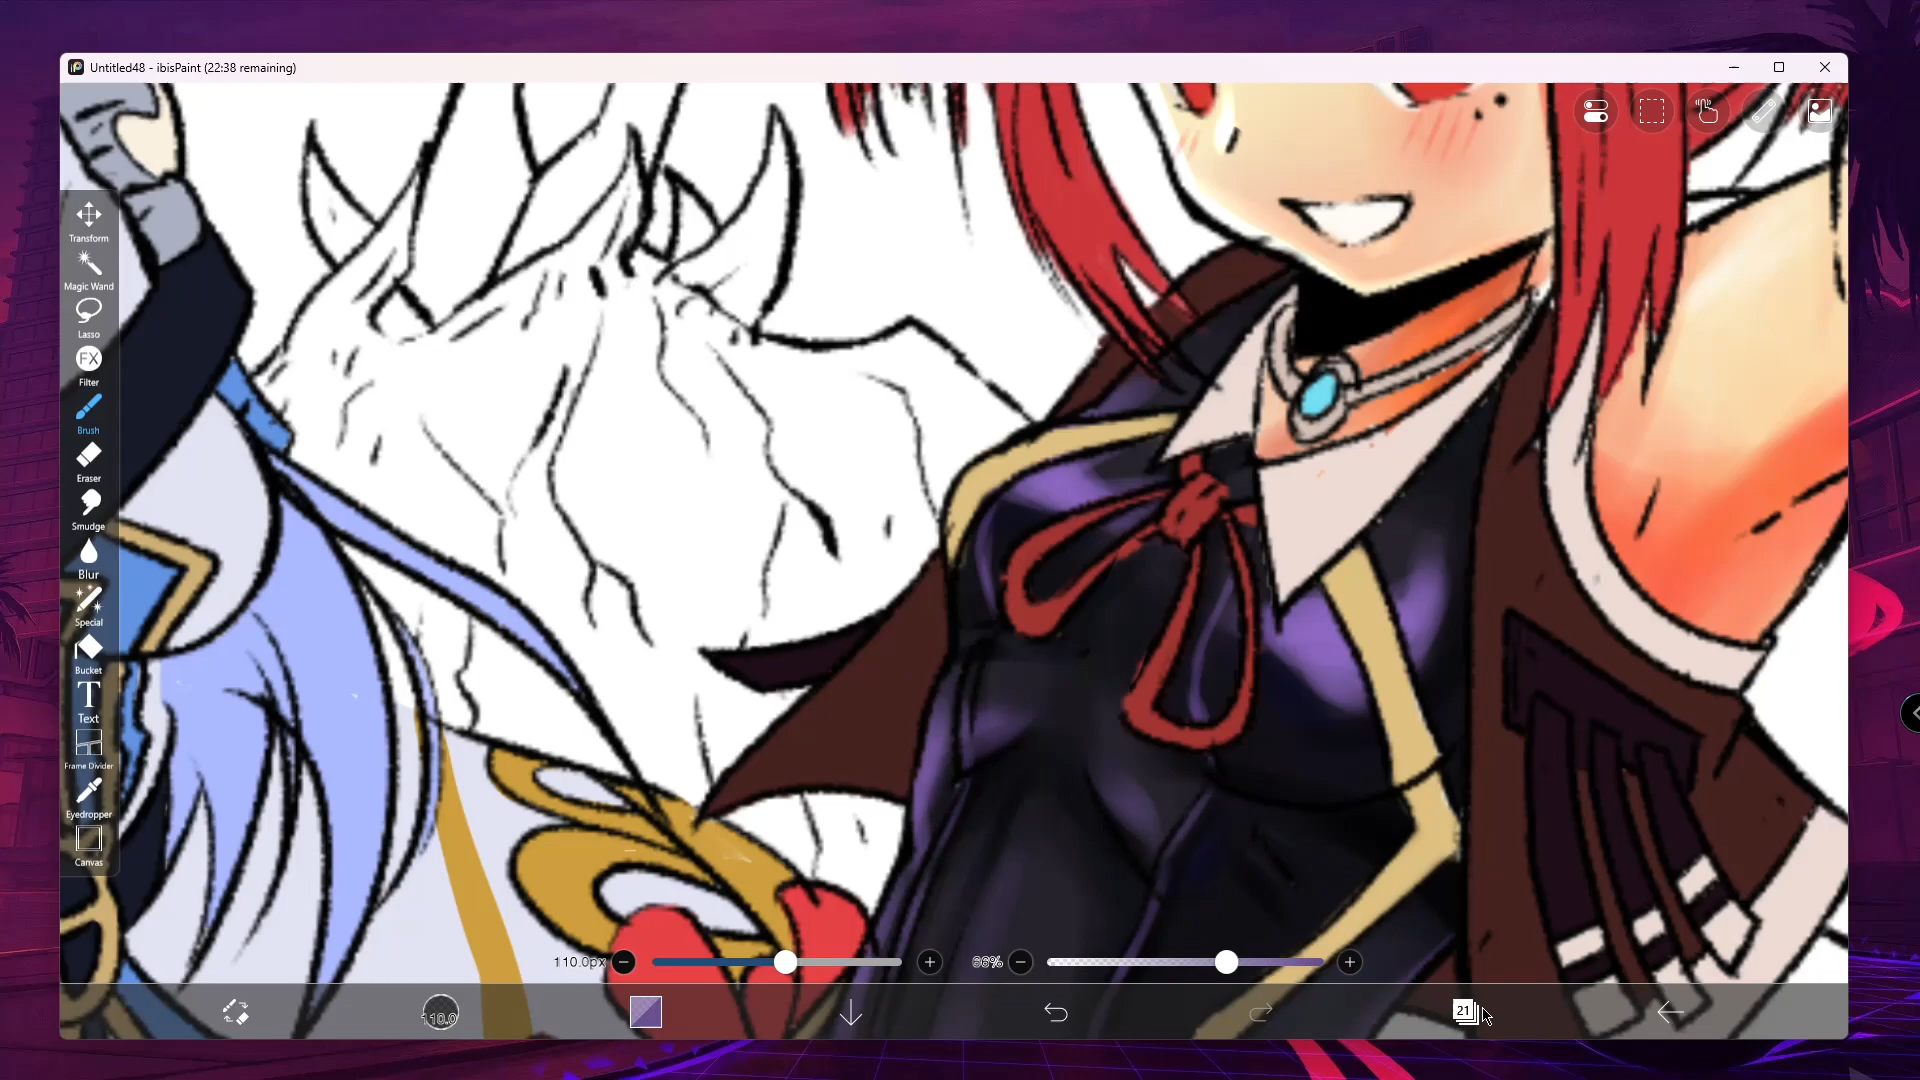 Untitled48 - ibisPaint (22:38 remaining)
Transform
Magic Wand
Lasso
FX
Filter
Brush
Eraser
Smudge
Blur
Special
Bucket
T
Text
Frame Divider
Eyedropper
Canvas
110.0px
66%
110.0
21